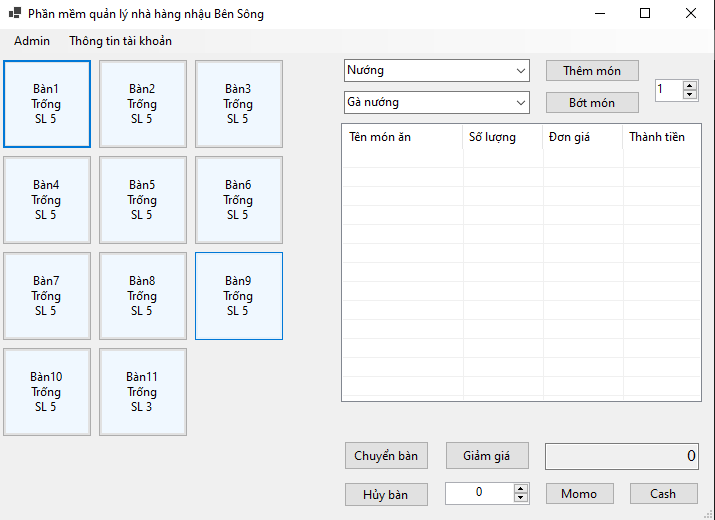 Phần mềm quản lý nhà hàng nhậu Bên Sông
Admin Thông tin tài khoản
Bàn1
Trống
SL 5
Bàn2
Trống
SL 5
Bàn3
Trống
SL 5
Bàn4
Trống
SL 5
Bàn5
Trống
SL 5
Bàn6
Trống
SL 5
Bàn7
Trống
SL 5
Bàn8
Trống
SL 5
Bàn9
Trống
SL 5
Bàn10
Trống
SL 5
Bàn11
Trống
SL 3
Nướng
Thêm món
1
Gà nướng
Bớt món
Tên món ăn Số lượng Đơn giá Thành tiền
Chuyển bàn
Giảm giá
0
Hủy bàn
0
Momo
Cash